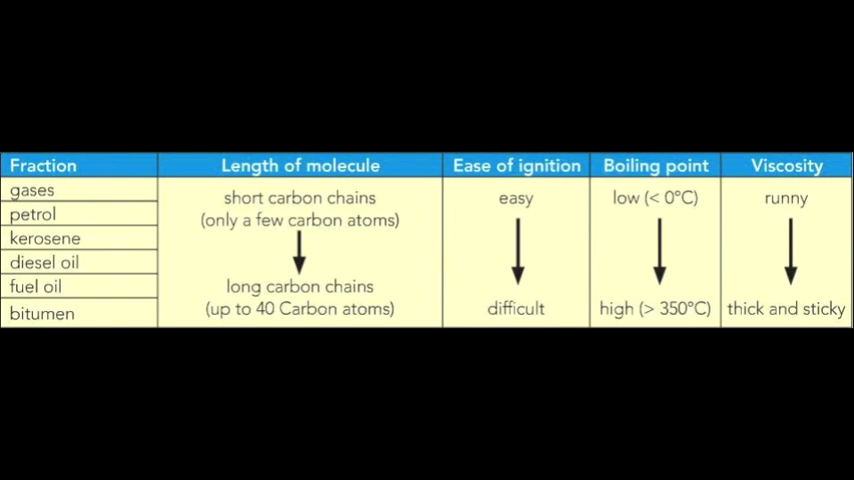 Fraction Length of molecule Ease of ignition Boiling point Viscosity
gases
petrol
kerosene
diesel oil
fuel oil
bitumen
short carbon chains
(only a few carbon atoms)
long carbon chains
(up to 40 Carbon atoms)
easy
difficult
low (< 0°C)
high (> 350°C)
runny
thick and sticky